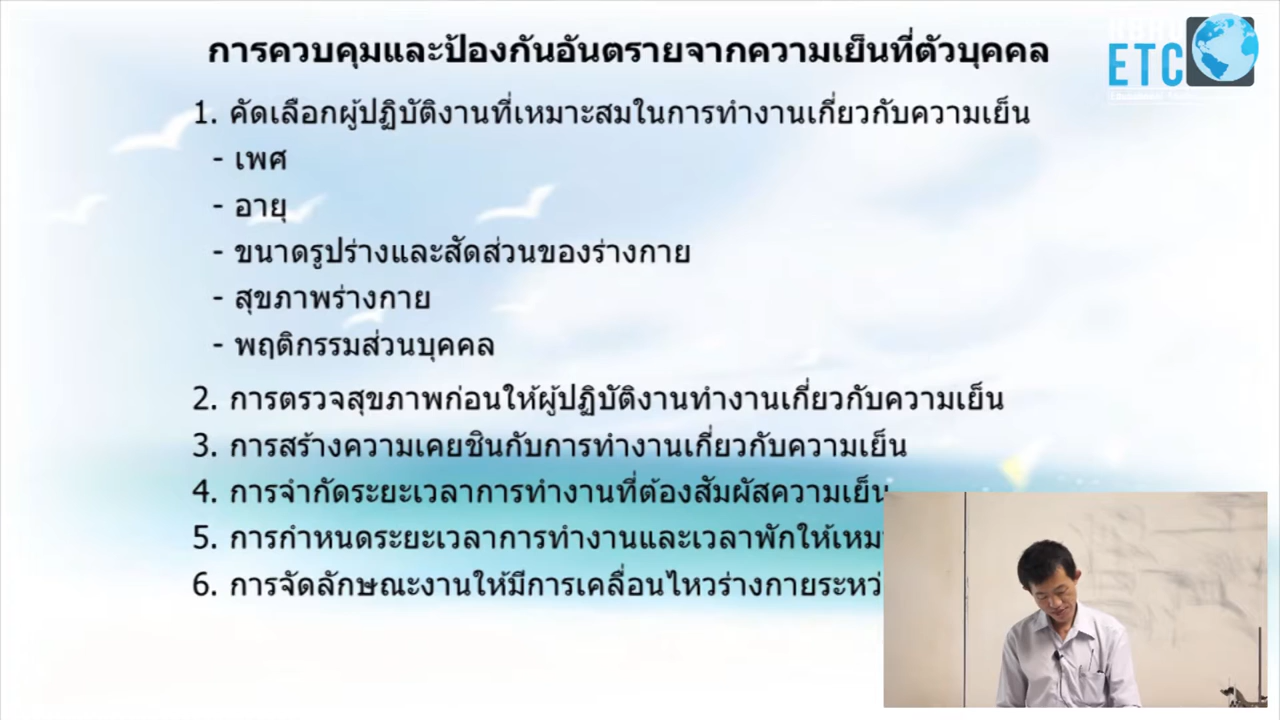 การควบคุมและป้องกันอันตรายจากความเย็นที่ตัวบุคคล
ETC
1. คัดเลือกผู้ปฏิบัติงานที่เหมาะสมในการทำงานเกี่ยวกับความเย็น
- เพศ
- อายุ
- ขนาดรูปร่างและสัดส่วนของร่างกาย
- สุขภาพร่างกาย
- พฤติกรรมส่วนบุคคล
2. การตรวจสุขภาพก่อนให้ผู้ปฏิบัติงานทำงานเกี่ยวกับความเย็น
3. การสร้างความเคยชินกับการทำงานเกี่ยวกับความเย็น
4. การจำกัดระยะเวลาการทำงานที่ต้องสัมผัสความเย็น
5. การกำหนดระยะเวลาการทำงานและเวลาพักให้
6. การจัดลักษณะงานให้มีการเคลื่อนไหวร่างกาย